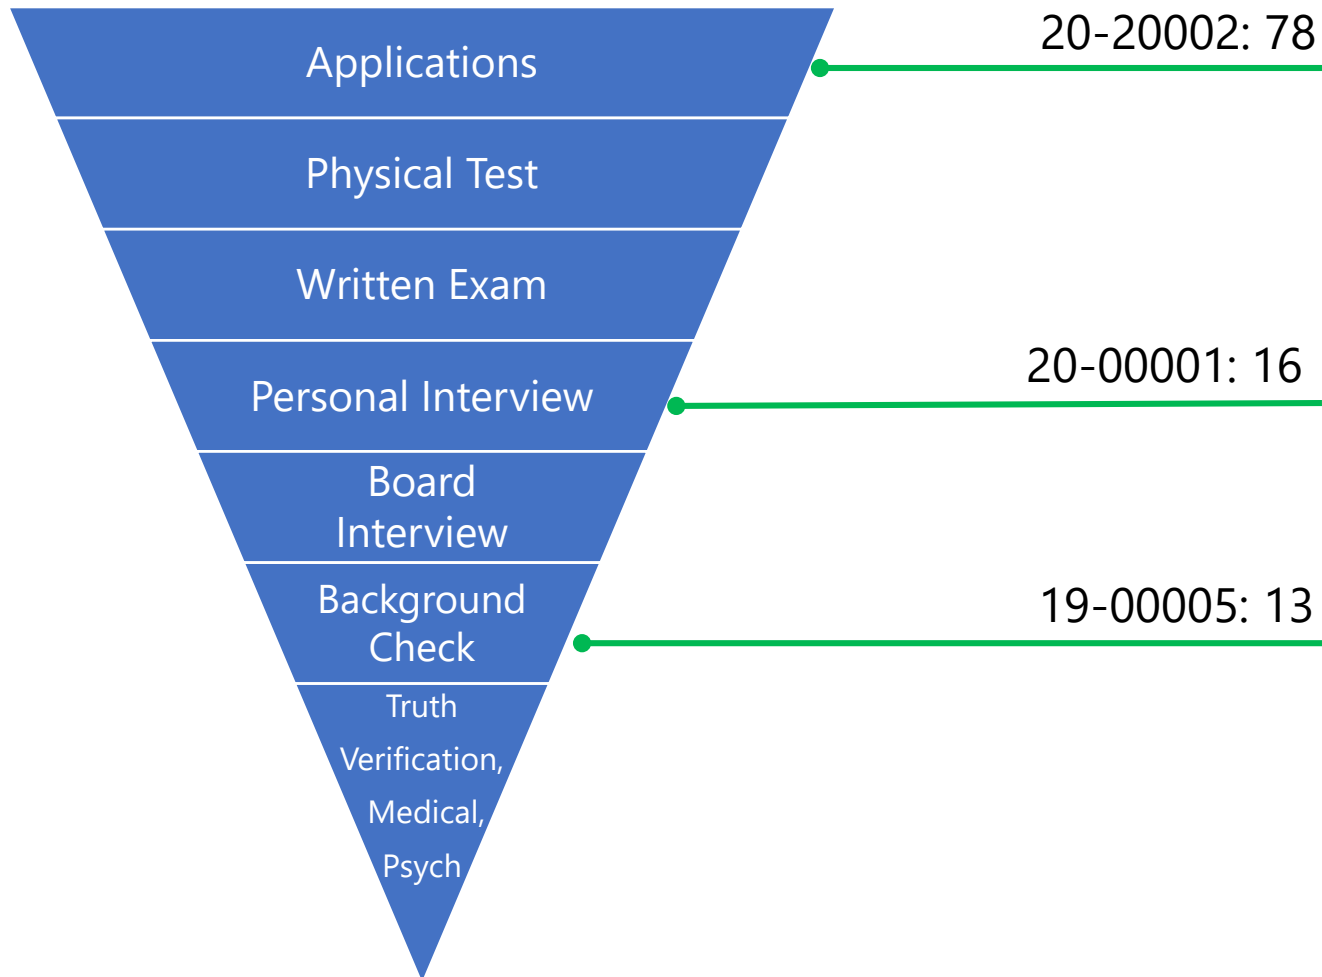 Applications
20-20002: 78
Physical Test
Written Exam
Personal Interview
20-00001: 16
Board
Interview
Background
Check
19-00005: 13
Truth
Verification,
Medical,
Psych